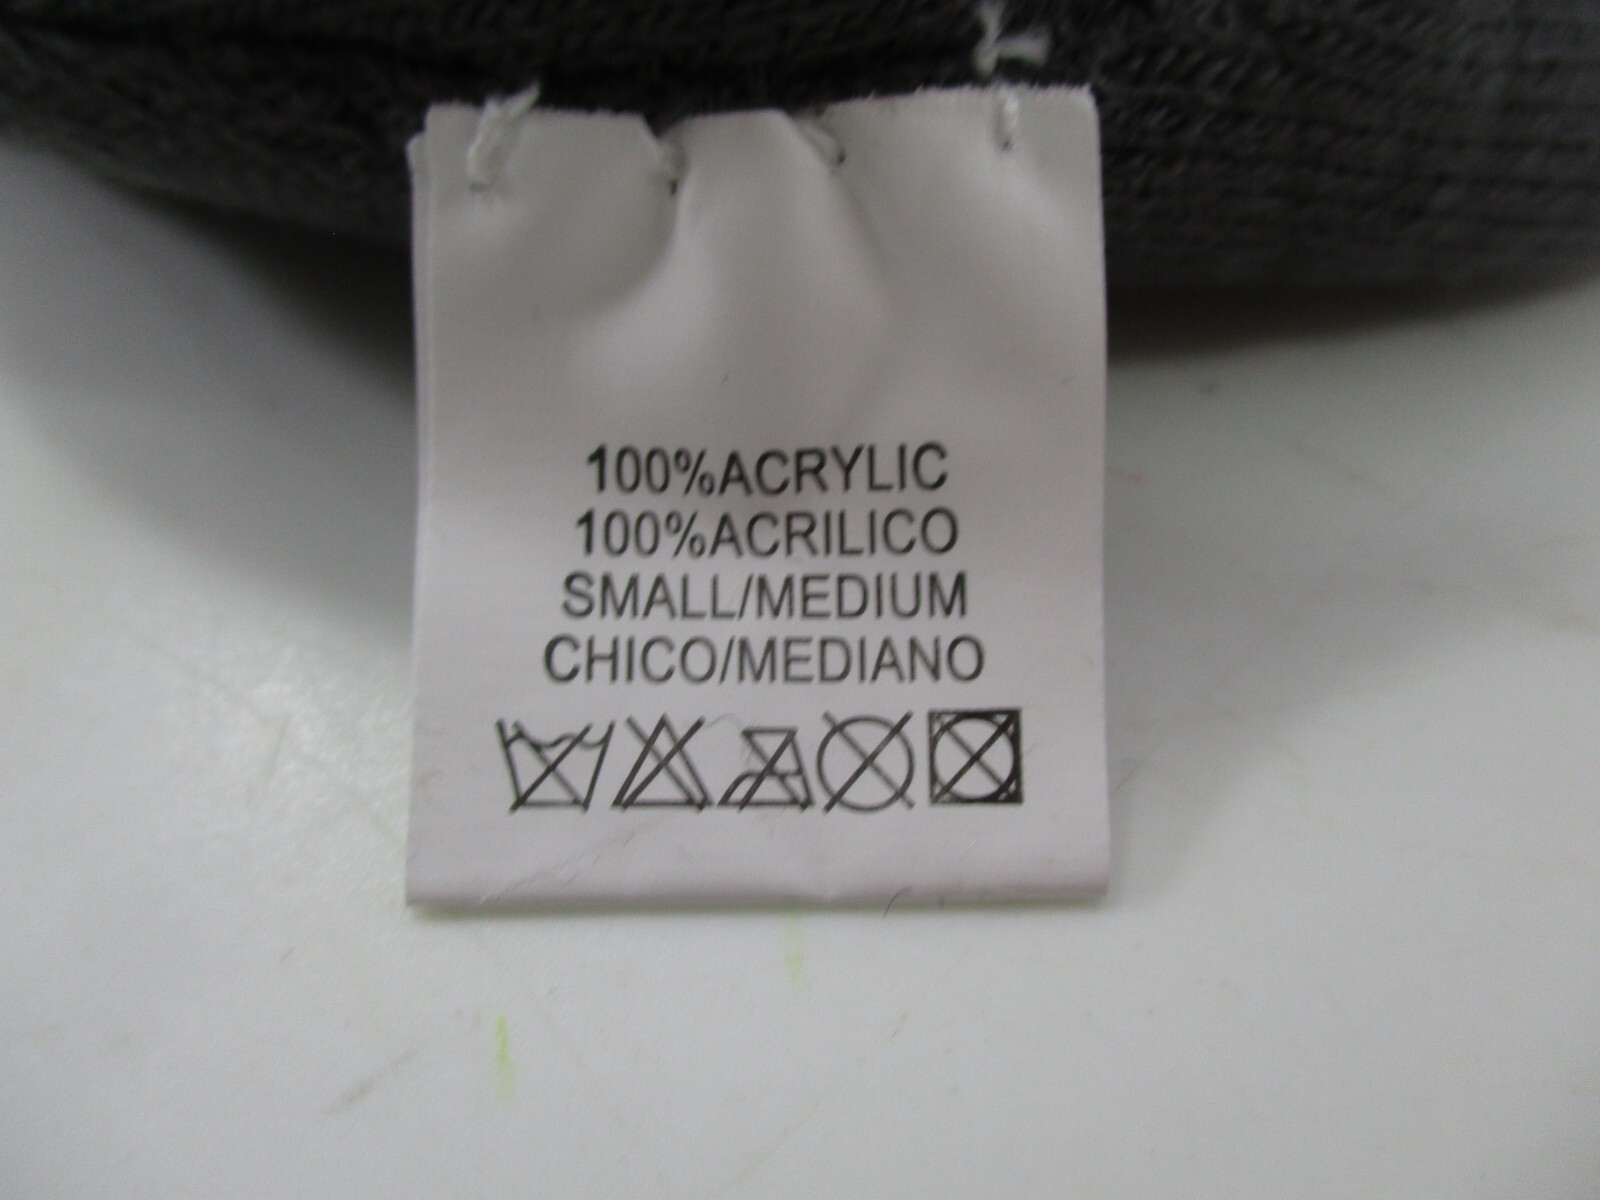 100%ACRYLIC
100%ACRILICO
SMALL/MEDIUM
CHICO/MEDIANO